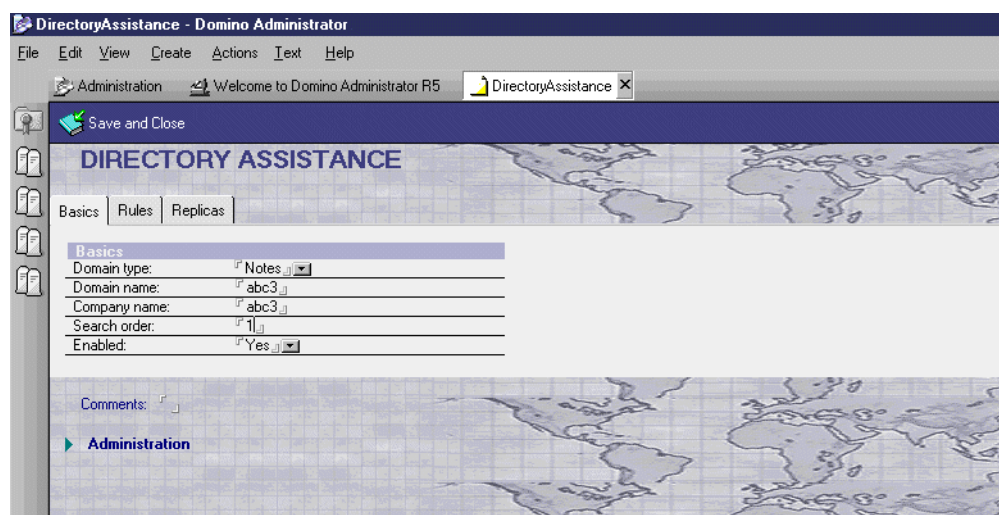 DirectoryAssistance - Domino Administrator
File Edit View Create Actions Text Help
Administration Welcome to Domino Administrator R5 DirectoryAssistance
Save and Close
DIRECTORY ASSISTANCE
Basics Rules Replicas
Basics
Domain type: Notes
Domain name: abc3
Company name: abc3
Search order: 1
Enabled: Yes
Comments:
Administration